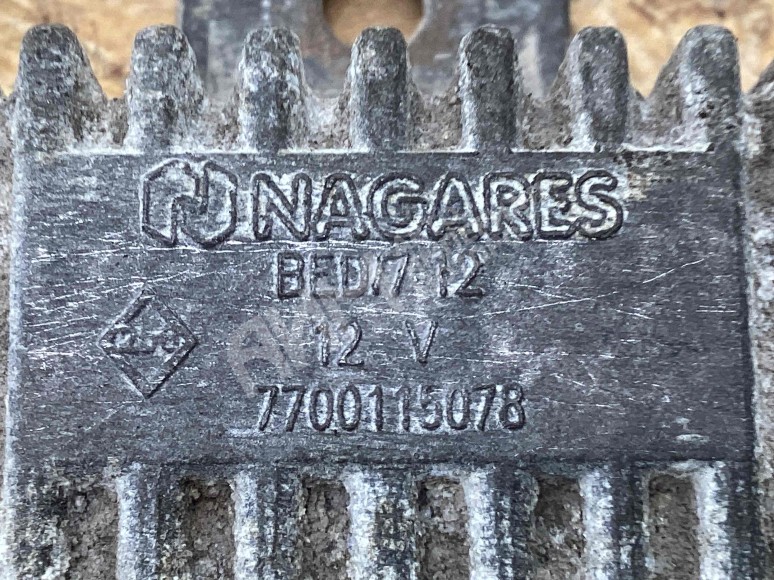 NAGARES
BED/7-12
12 V
7700115078